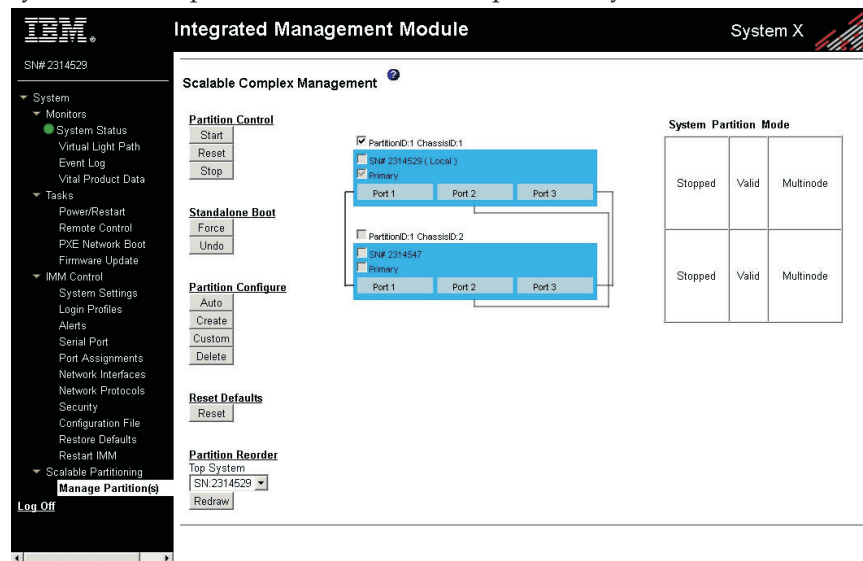 IBM.
Integrated Management Module
System X
SN# 2314529
System
Monitors
System Status
Virtual Light Path
Event Log
Vital Product Data
Tasks
Power/Restart
Remote Control
PXE Network Boot
Firmware Update
IMM Control
System Settings
Login Profiles
Alerts
Serial Port
Port Assignments
Network Interfaces
Network Protocols
Security
Configuration File
Restore Defaults
Restart IMM
Scalable Partitioning
Manage Partition(s)
Log Off
Scalable Complex Management
?
Partition Control
Start
Reset
Stop
Standalone Boot
Force
Undo
Partition Configure
Auto
Create
Custom
Delete
Reset Defaults
Reset
Partition Reorder
Top System
SN:2314529
Redraw
PartitionID:1 ChassisID:1
SN# 2314529 ( Local )
Primary
Port 1 Port 2 Port 3
PartitionID:1 ChassisID:2
SN# 2314547
Primary
Port 1 Port 2 Port 3
System Partition Mode
Stopped Valid Multinode
Stopped Valid Multinode